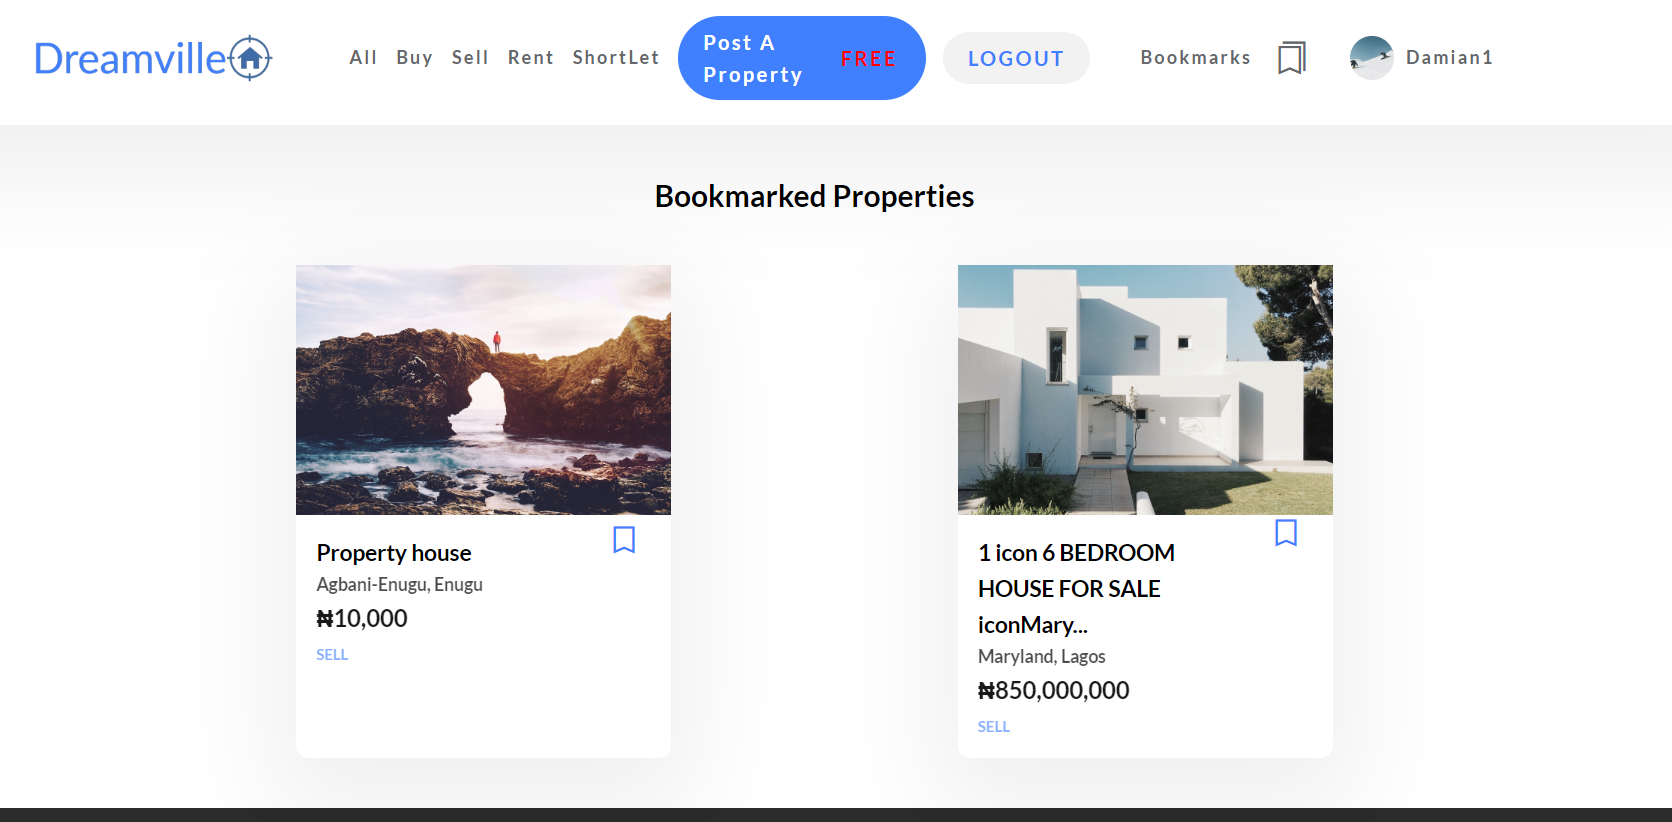 Dreamville
All Buy Sell Rent ShortLet
Post A
Property
FREE
LOGOUT
Bookmarks
Damian1
Bookmarked Properties
Property house
Agbani-Enugu, Enugu
₦10,000
SELL
1 icon 6 BEDROOM
HOUSE FOR SALE
iconMary...
Maryland, Lagos
₦850,000,000
SELL